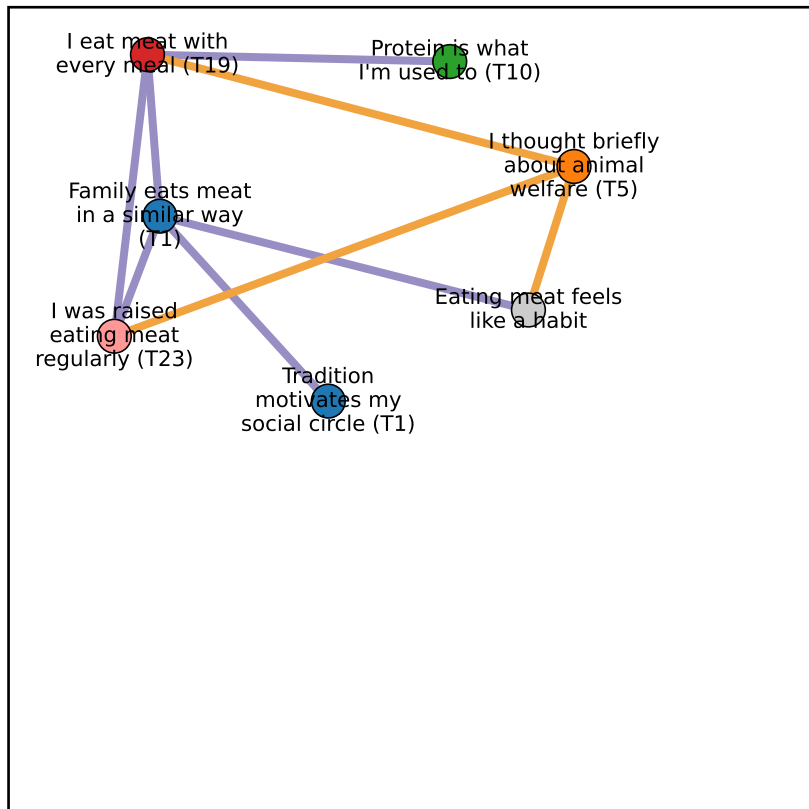 I eat meat with
every meal (T19)
Protein is what
I'm used to (T10)
I thought briefly
about animal
welfare (T5)
Family eats meat
in a similar way
(T1)
Eating meat feels
like a habit
I was raised
eating meat
regularly (T23)
Tradition
motivates my
social circle (T1)